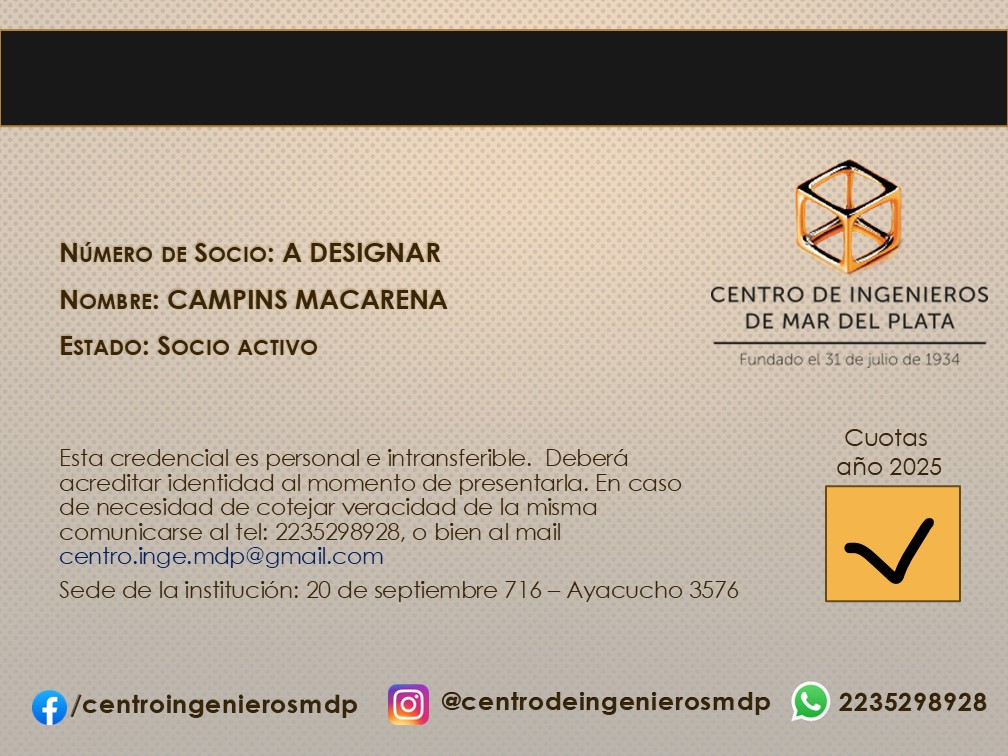 Número de Socio: A DESIGNAR
Nombre: CAMPINS MACARENA
Estado: Socio activo
CENTRO DE INGENIEROS
DE MAR DEL PLATA
Fundado el 31 de julio de 1934
Esta credencial es personal e intransferible. Deberá
acreditar identidad al momento de presentarla. En caso
de necesidad de cotejar veracidad de la misma
comunicarse al tel: 2235298928, o bien al mail
centro.inge.mdp@gmail.com
Sede de la institución: 20 de septiembre 716 – Ayacucho 3576
Cuotas
año 2025
/centroingenierosmdp
@centrodeingenierosmdp
2235298928